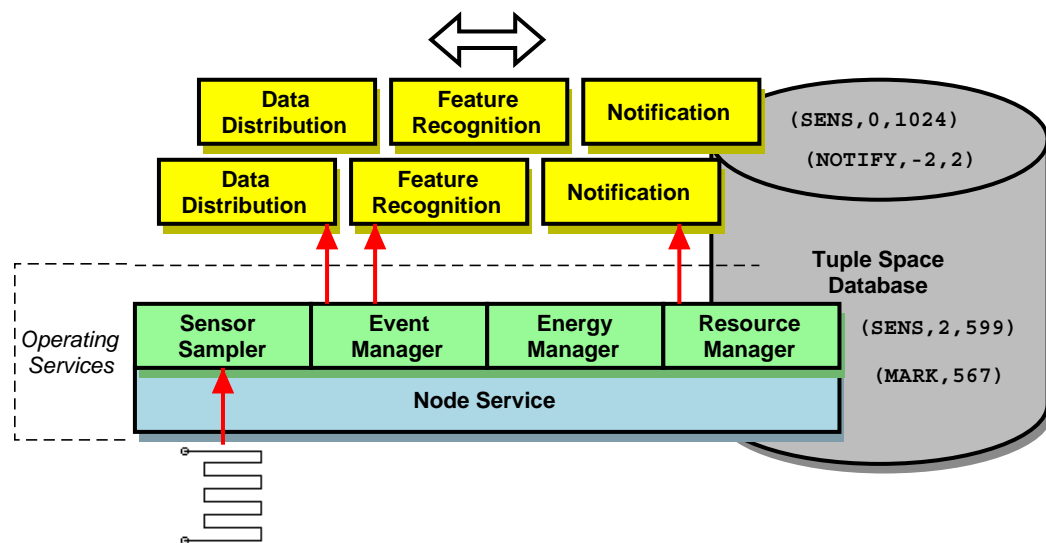 Data
Distribution
Feature
Recognition
Notification
(SENS,0,1024)
(NOTIFY,-2,2)
Data
Distribution
Feature
Recognition
Notification
Tuple Space
Database
Operating
Services
Sensor
Sampler
Event
Manager
Energy
Manager
Resource
Manager
(SENS,2,599)
(MARK,567)
Node Service